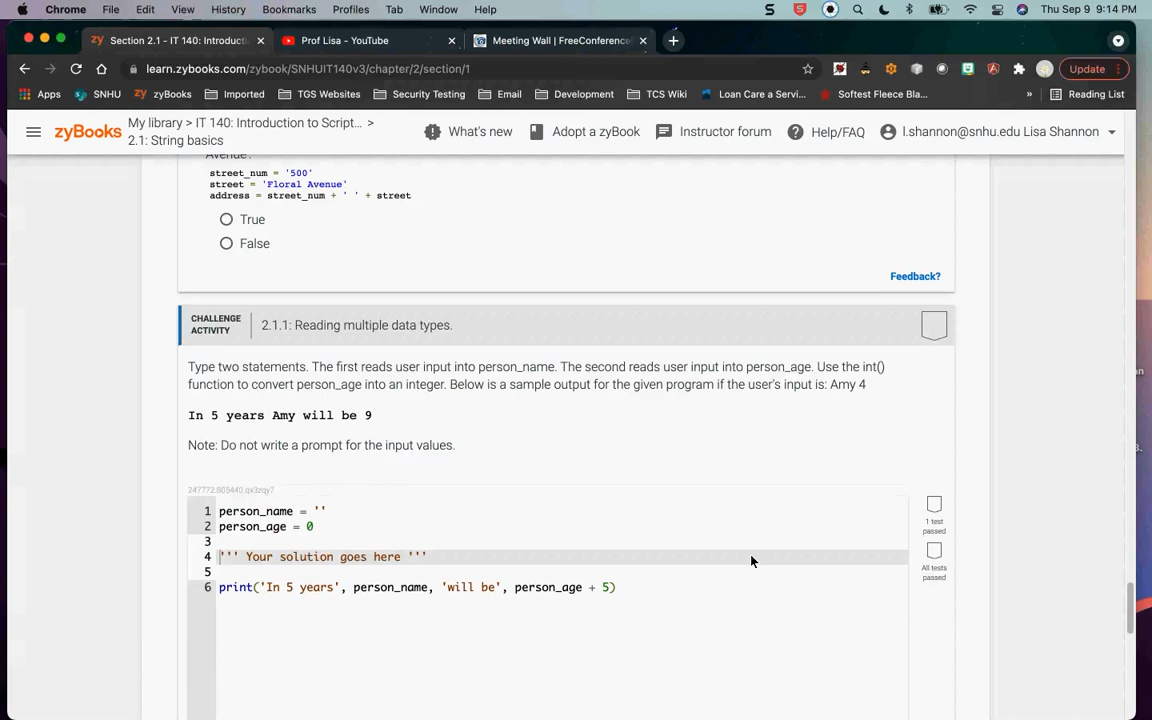 Chrome File Edit View History Bookmarks Profiles Tab Window Help Thu Sep 9 9:14 PM
zy Section 2.1 - IT 140: Introducti Prof Lisa - YouTube Meeting Wall | FreeConference
learn.zybooks.com/zybook/SNHUIT140v3/chapter/2/section/1 Update
Apps SNHU zy zyBooks Imported TGS Websites Security Testing Email Development TCS Wiki Loan Care a Servi... Softest Fleece Bla... » Reading List
zyBooks My library > IT 140: Introduction to Script... > What's new Adopt a zyBook Instructor forum Help/FAQ l.shannon@snhu.edu Lisa Shannon
2.1: String basics
Avenue'.
street_num = '500'
street = 'Floral Avenue'
address = street_num + ' ' + street
True
False
Feedback?
CHALLENGE ACTIVITY 2.1.1: Reading multiple data types.
Type two statements. The first reads user input into person_name. The second reads user input into person_age. Use the int()
function to convert person_age into an integer. Below is a sample output for the given program if the user's input is: Amy 4
In 5 years Amy will be 9
Note: Do not write a prompt for the input values.
247772.805440.qx3zqy7
1 person_name = ''
2 person_age = 0
3
4 ''' Your solution goes here '''
5
6 print('In 5 years', person_name, 'will be', person_age + 5)
1 test
passed
All tests
passed